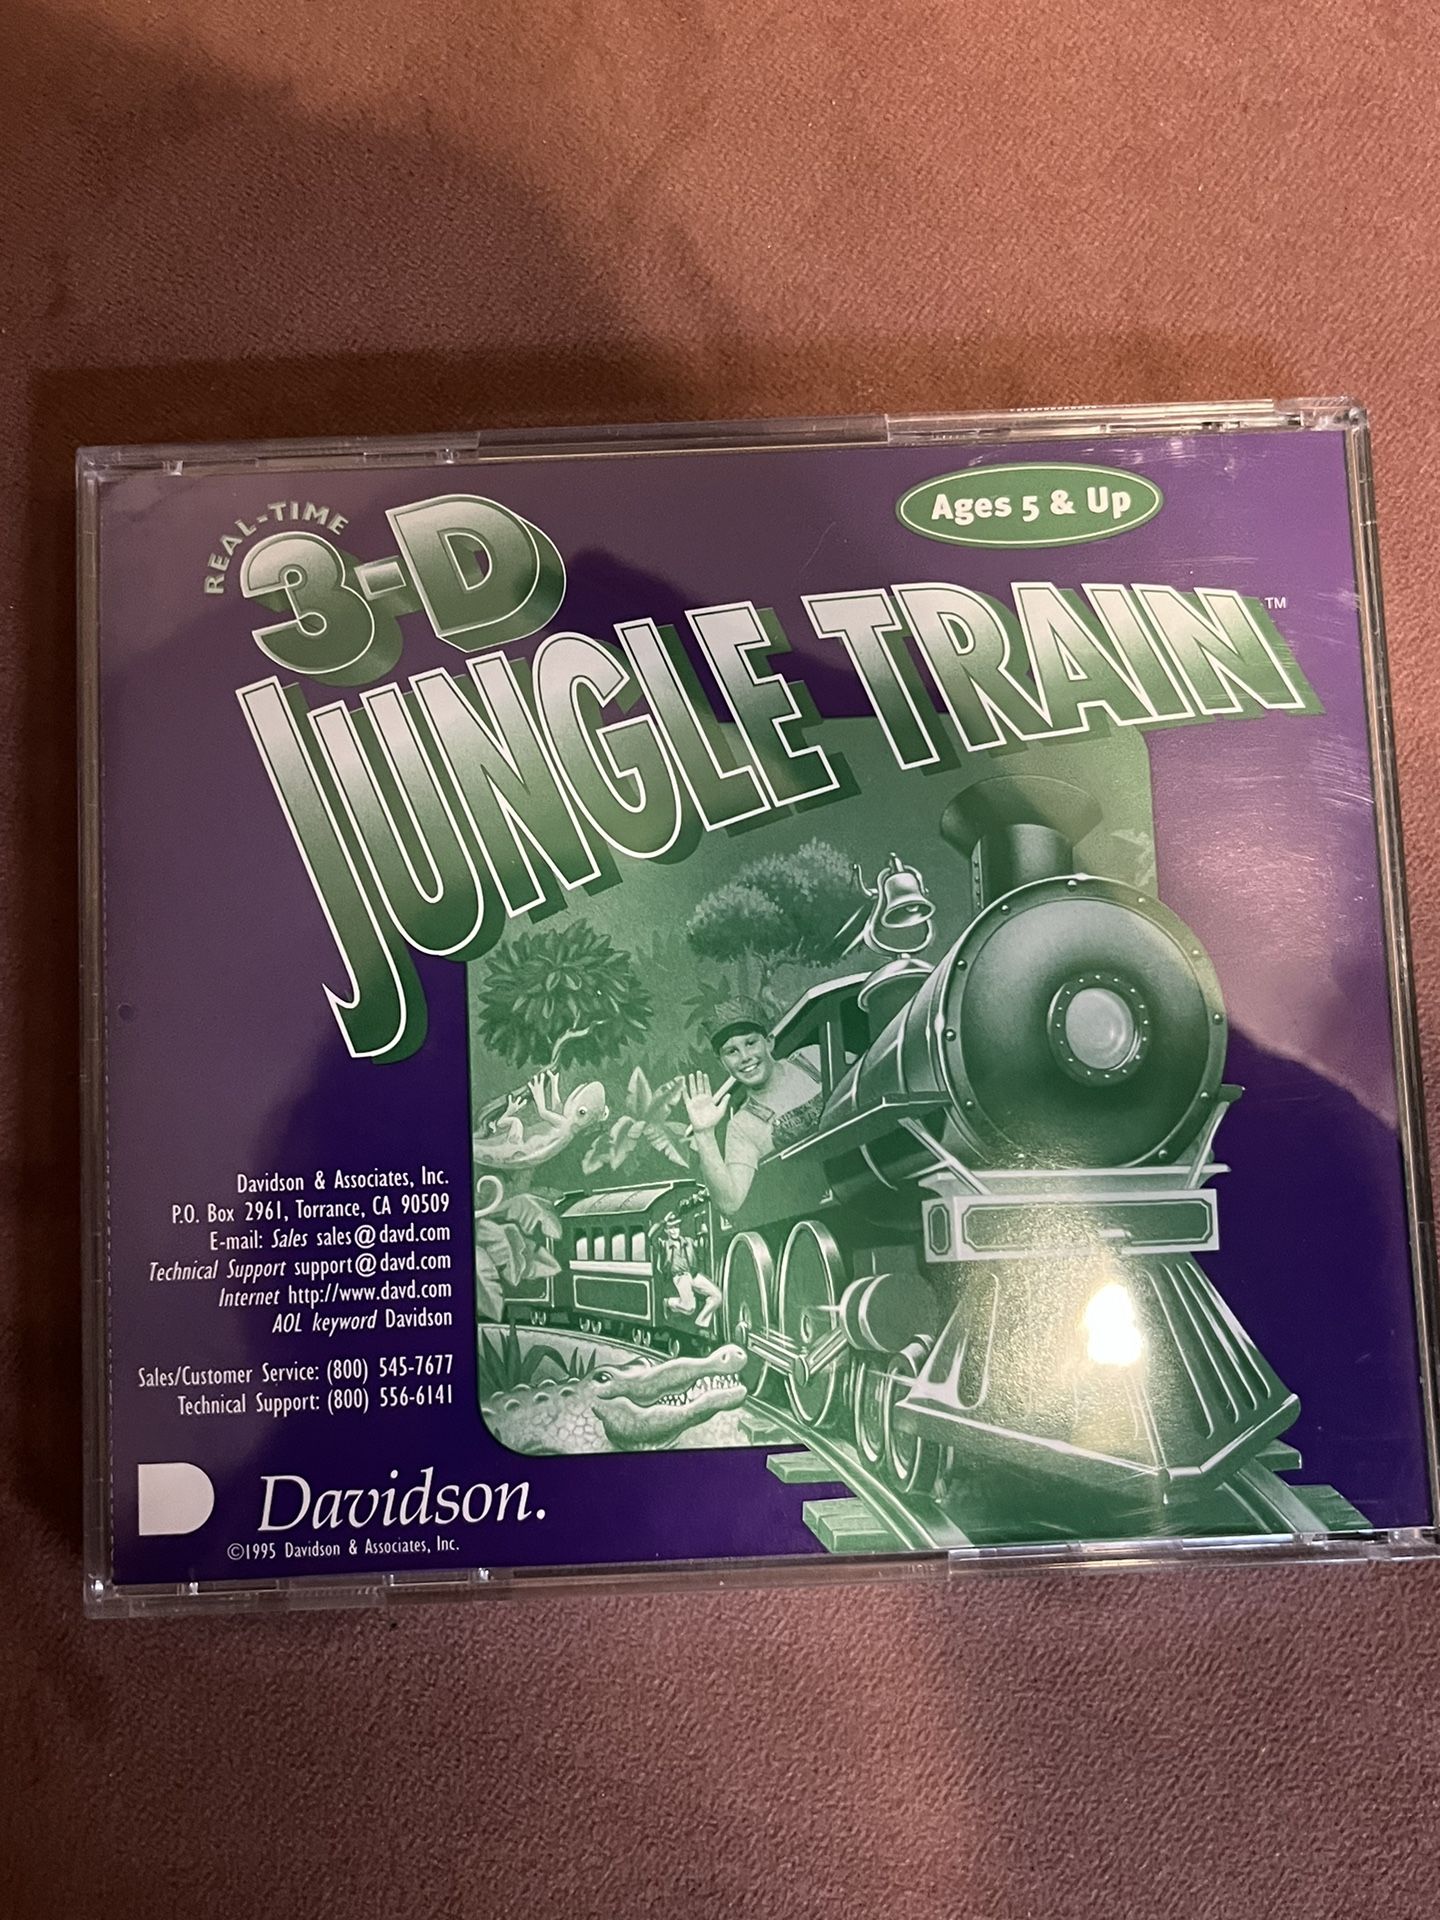 REAL-TIME
3-D
Ages 5 & Up
JUNGLE TRAIN™
Davidson & Associates, Inc.
P.O. Box 2961, Torrance, CA 90509
E-mail: Sales sales@davd.com
Technical Support support@davd.com
Internet http://www.davd.com
AOL keyword Davidson
Sales/Customer Service: (800) 545-7677
Technical Support: (800) 556-6141
Davidson.
©1995 Davidson & Associates, Inc.